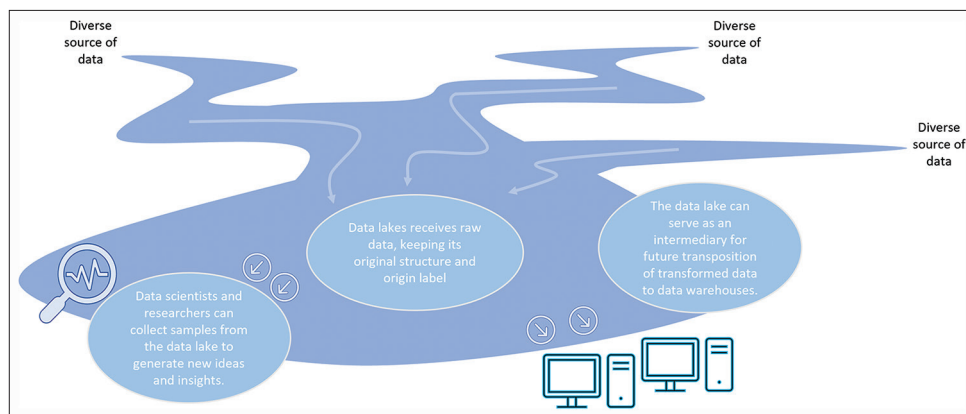 Diverse
source of
data
Diverse
source of
data
Diverse
source of
data
Data lakes receives raw
data, keeping its
original structure and
origin label
The data lake can
serve as an
intermediary for
future transposition
of transformed data
to data warehouses.
Data scientists and
researchers can
collect samples from
the data lake to
generate new ideas
and insights.